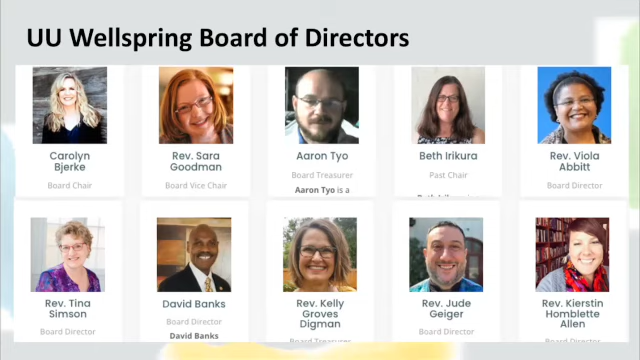 UU Wellspring Board of Directors
Carolyn
Bjerke
Board Chair
Rev. Sara
Goodman
Board Vice Chair
Aaron Tyo
Board Treasurer
Aaron Tyo is a
Beth Irikura
Past Chair
Rev. Viola
Abbitt
Board Director
Rev. Tina
Simson
Board Director
David Banks
Board Director
David Banks
Rev. Kelly
Groves
Digman
Rev. Jude
Geiger
Board Director
Rev. Kierstin
Homblette
Allen